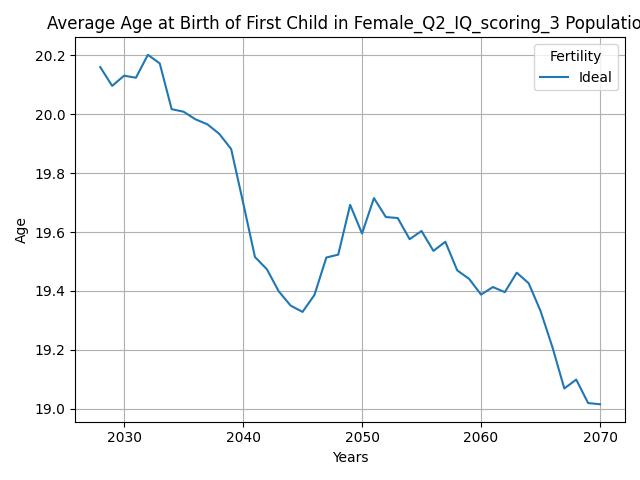 Average Age at Birth of First Child in Female_Q2_IQ_scoring_3 Populatio
Fertility
Ideal
20.2
20.0
19.8
19.6
19.4
19.2
19.0
Age
2030 2040 2050 2060 2070
Years